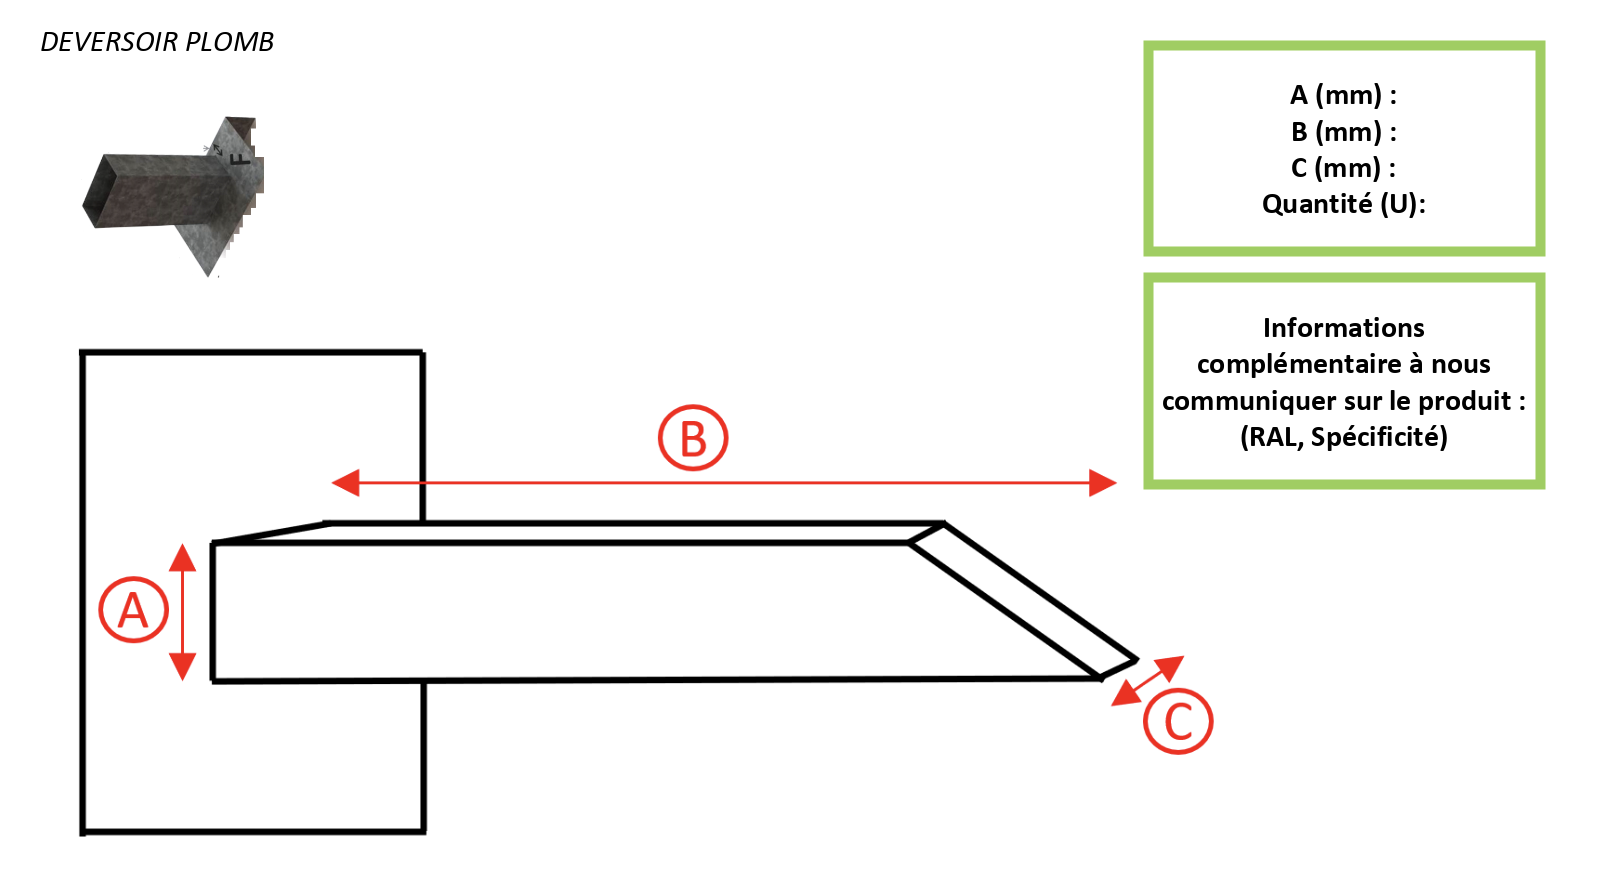 DEVERSOIR PLOMB
A (mm) :
B (mm) :
C (mm) :
Quantité (U):
F
Informations
complémentaire à nous
communiquer sur le produit :
(RAL, Spécificité)
B
A
C